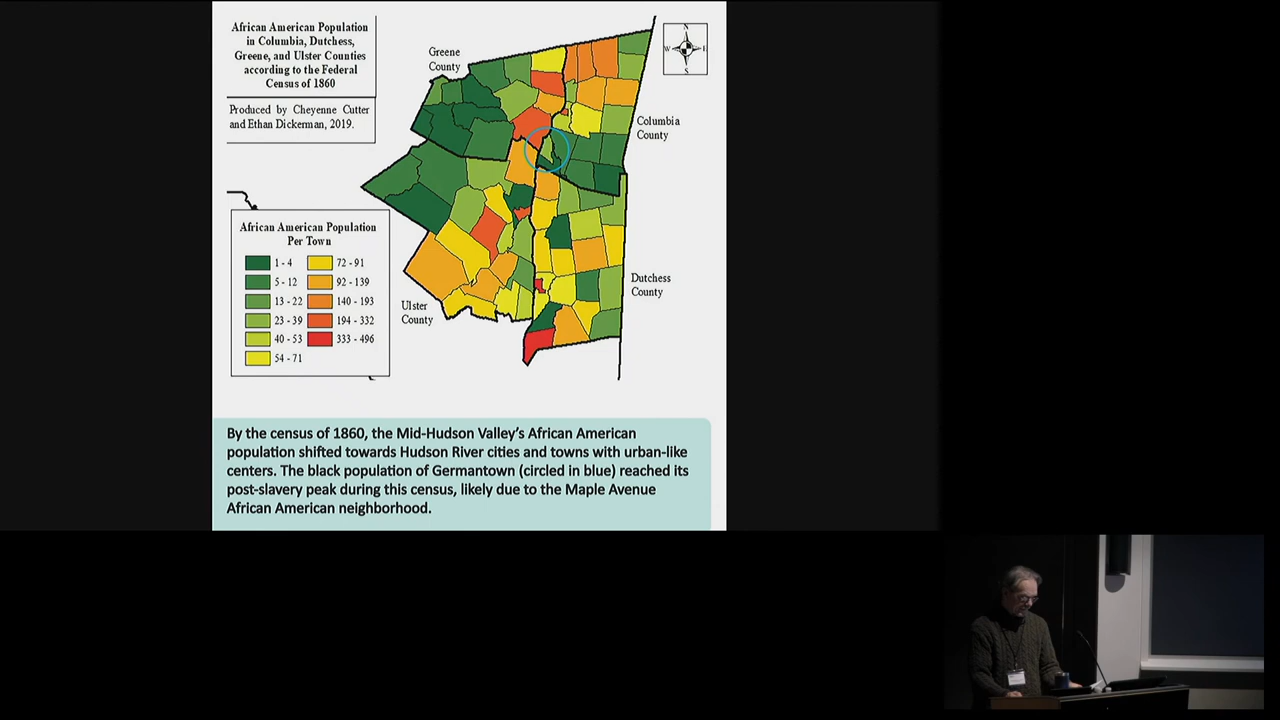 African American Population
in Columbia, Dutchess,
Greene, and Ulster Counties
according to the Federal
Census of 1860
Produced by Cheyenne Cutter
and Ethan Dickerman, 2019.
Greene
County
N
W
E
S
Columbia
County
African American Population
Per Town
1 - 4
5 - 12
13 - 22
23 - 39
40 - 53
54 - 71
72 - 91
92 - 139
140 - 193
194 - 332
333 - 496
Dutchess
County
Ulster
County
By the census of 1860, the Mid-Hudson Valley's African American
population shifted towards Hudson River cities and towns with urban-like
centers. The black population of Germantown (circled in blue) reached its
post-slavery peak during this census, likely due to the Maple Avenue
African American neighborhood.